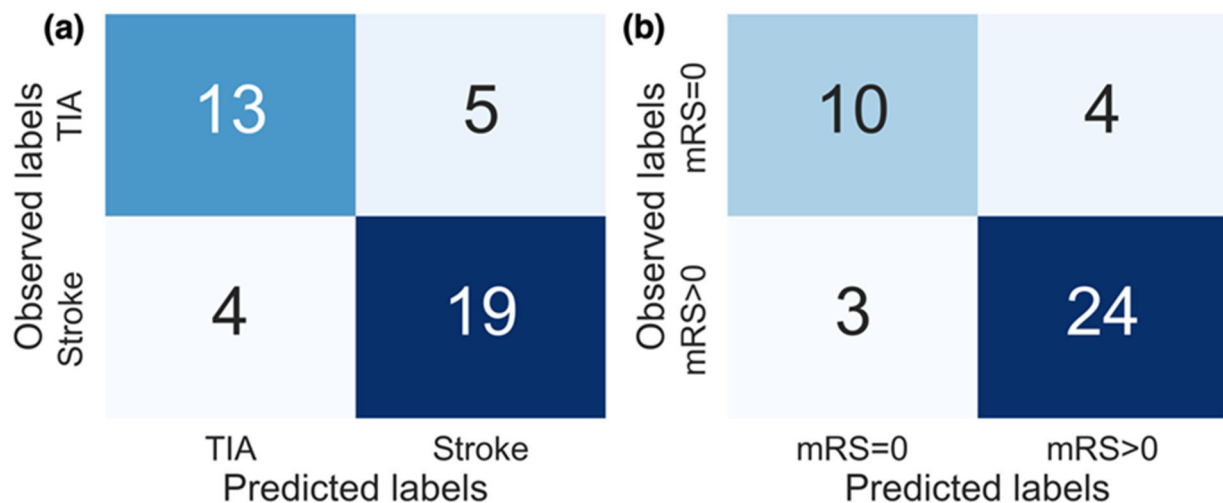 (a)
Observed labels
TIA
Stroke
13 5
4 19
TIA Stroke
Predicted labels
(b)
Observed labels
mRS=0
mRS>0
10 4
3 24
mRS=0 mRS>0
Predicted labels